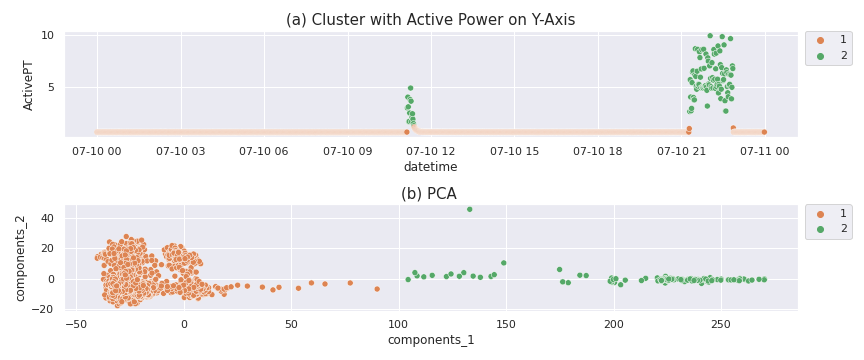 (a) Cluster with Active Power on Y-Axis
10
5
ActivePT
1
2
07-10 00 07-10 03 07-10 06 07-10 09 07-10 12 07-10 15 07-10 18 07-10 21 07-11 00
datetime
(b) PCA
40
20
0
−20
components_2
1
2
−50 0 50 100 150 200 250
components_1